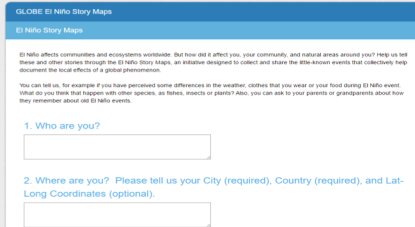 GLOBE El Niño Story Maps
El Niño Story Maps
El Niño affects communities and ecosystems worldwide. But how did it affect you, your community, and natural areas around you? Help us tell
these and other stories through the El Niño Story Maps, an initiative designed to collect and share the little-known events that collectively help
document the local effects of a global phenomenon.
You can tell us, for example if you have perceived some differences in the weather, clothes that you wear or your food during El Niño event.
What do you think that happen with other species, as fishes, insects or plants? Also, you can ask to your parents or grandparents about how
they remember about old El Niño events.
1. Who are you?
2. Where are you?  Please tell us your City (required), Country (required), and Lat-
Long Coordinates (optional).